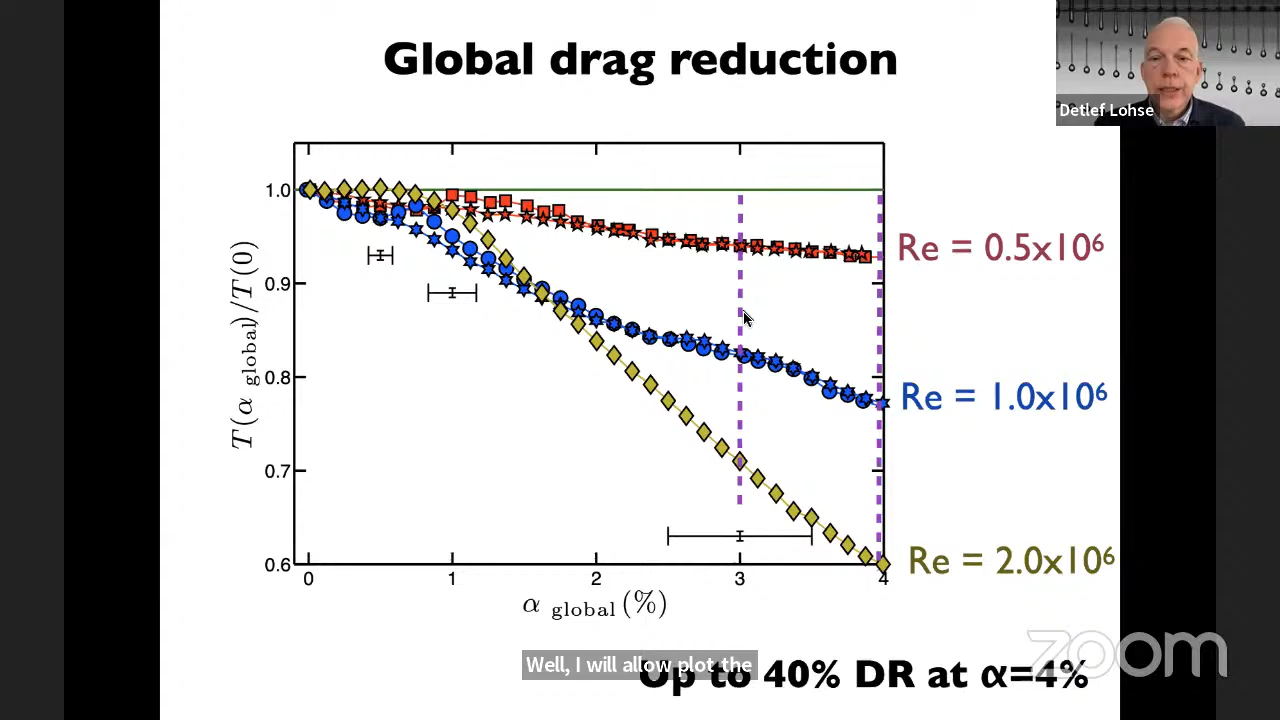 Global drag reduction
Detlef Lohse
1.0
0.9
0.8
0.7
0.6
T(α global)/T(0)
0 1 2 3 4
α global (%)
Re = 0.5x10⁶
Re = 1.0x10⁶
Re = 2.0x10⁶
Well, I will allow plot the
Up to 40% DR at α=4%
zoom